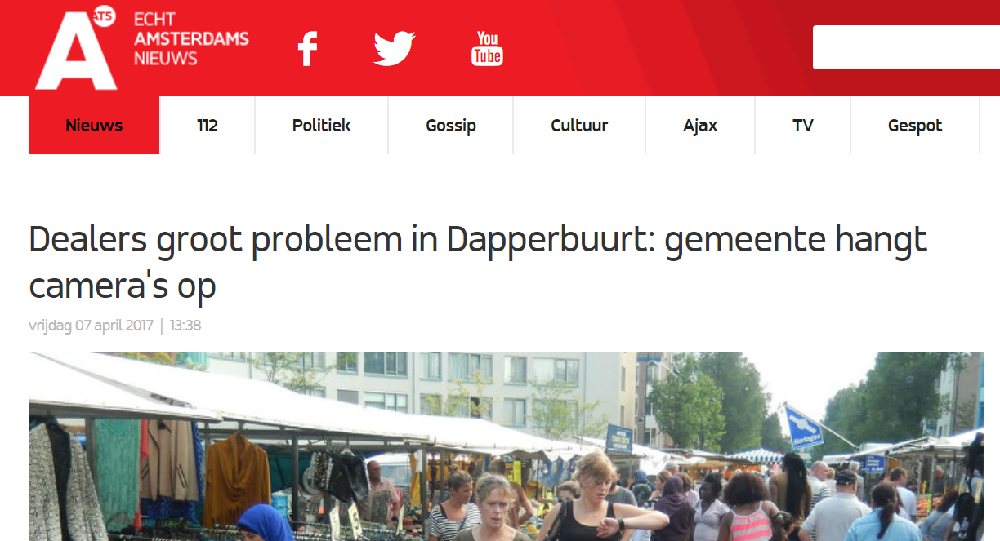 AT5
ECHT
AMSTERDAMS
NIEUWS
f
You
Tube
Nieuws
112
Politiek
Gossip
Cultuur
Ajax
TV
Gespot
Dealers groot probleem in Dapperbuurt: gemeente hangt
camera's op
vrijdag 07 april 2017 | 13:38